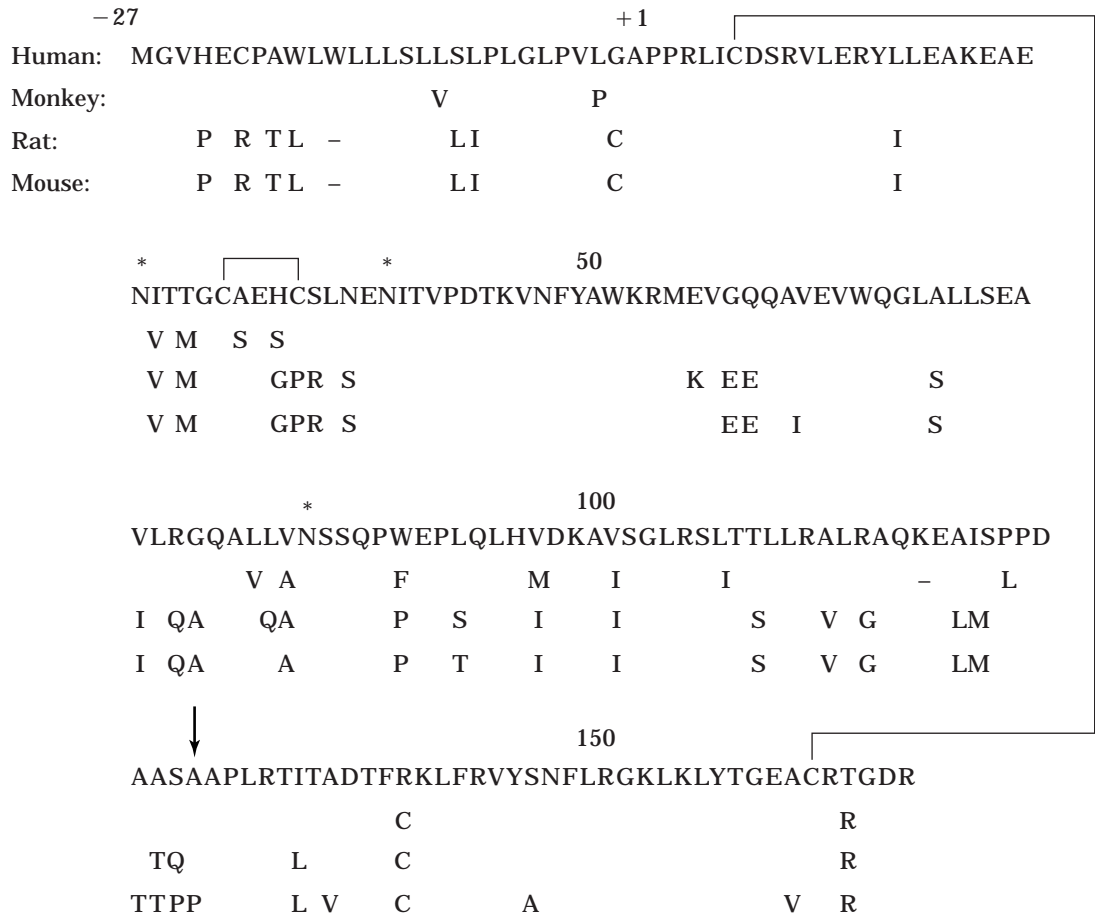 −27 +1
Human: MGVHECPAWLWLLLSLLSLPLGLPVLGAPPRLICDSRVLERYLLEAKEAE
Monkey: V P
Rat: P R T L – L I C I
Mouse: P R T L – L I C I
* * 50
NITTGCAEHCSLNENITVPDTKVNFYAWKRMEVGQQAVEVWQGLALLSEA
V M S S
V M GPR S K EE S
V M GPR S EE I S
* 100
VLRGQALLVNSSQPWEPLQLHVDKAVSGLRSLTTLLRALRAQKEAISPPD
V A F M I I – L
I QA QA P S I I S V G LM
I QA A P T I I S V G LM
150
AASAAPLRTITADTFRKLFRVYSNFLRGKLKLYTGEACRTGDR
C R
TQ L C R
TTPP L V C A V R